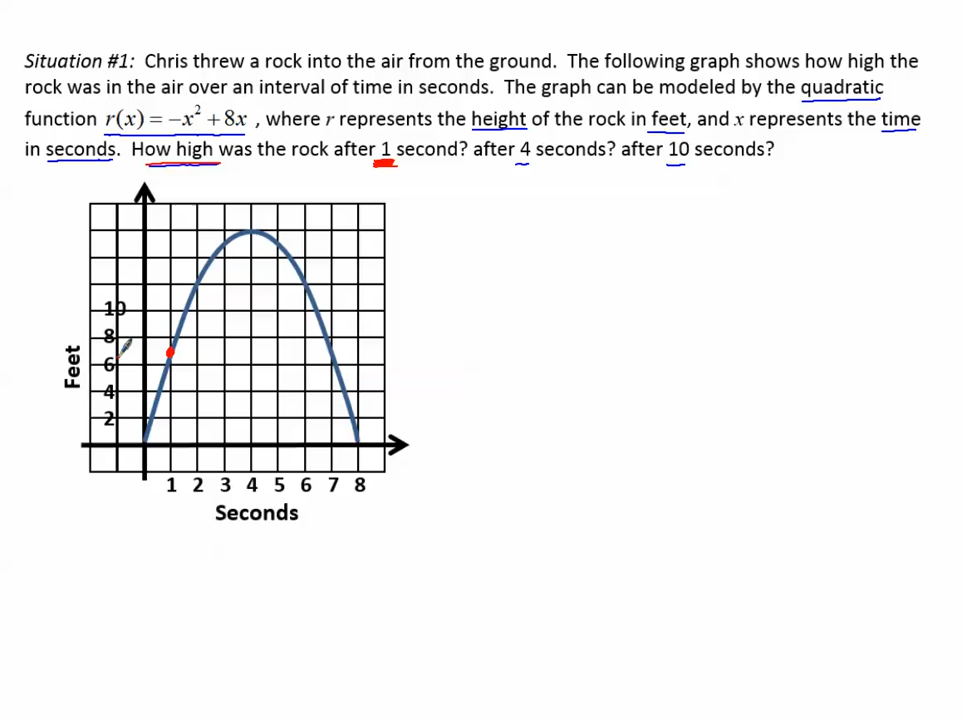 Situation #1: Chris threw a rock into the air from the ground. The following graph shows how high the
rock was in the air over an interval of time in seconds. The graph can be modeled by the quadratic
function r(x) = −x² + 8x , where r represents the height of the rock in feet, and x represents the time
in seconds. How high was the rock after 1 second? after 4 seconds? after 10 seconds?
10
8
6
4
2
Feet
1 2 3 4 5 6 7 8
Seconds